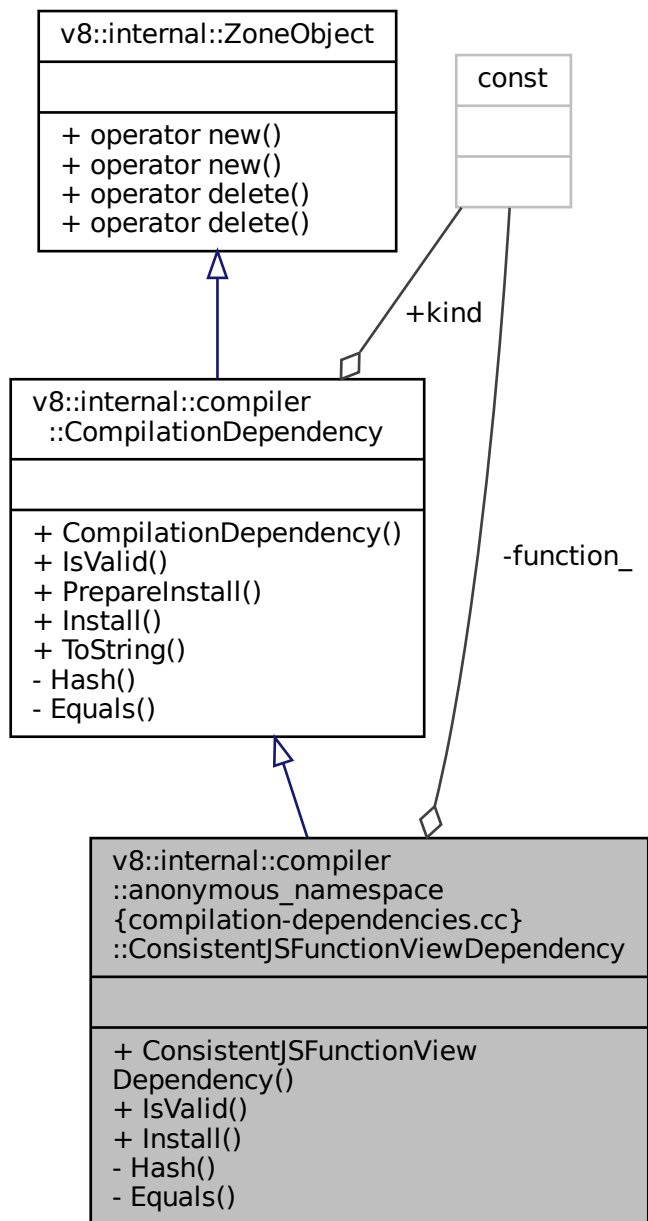 v8::internal::ZoneObject
+ operator new()
+ operator new()
+ operator delete()
+ operator delete()
const
+kind
v8::internal::compiler
::CompilationDependency
+ CompilationDependency()
+ IsValid()
+ PrepareInstall()
+ Install()
+ ToString()
- Hash()
- Equals()
-function_
v8::internal::compiler
::anonymous_namespace
{compilation-dependencies.cc}
::ConsistentJSFunctionViewDependency
+ ConsistentJSFunctionView
Dependency()
+ IsValid()
+ Install()
- Hash()
- Equals()